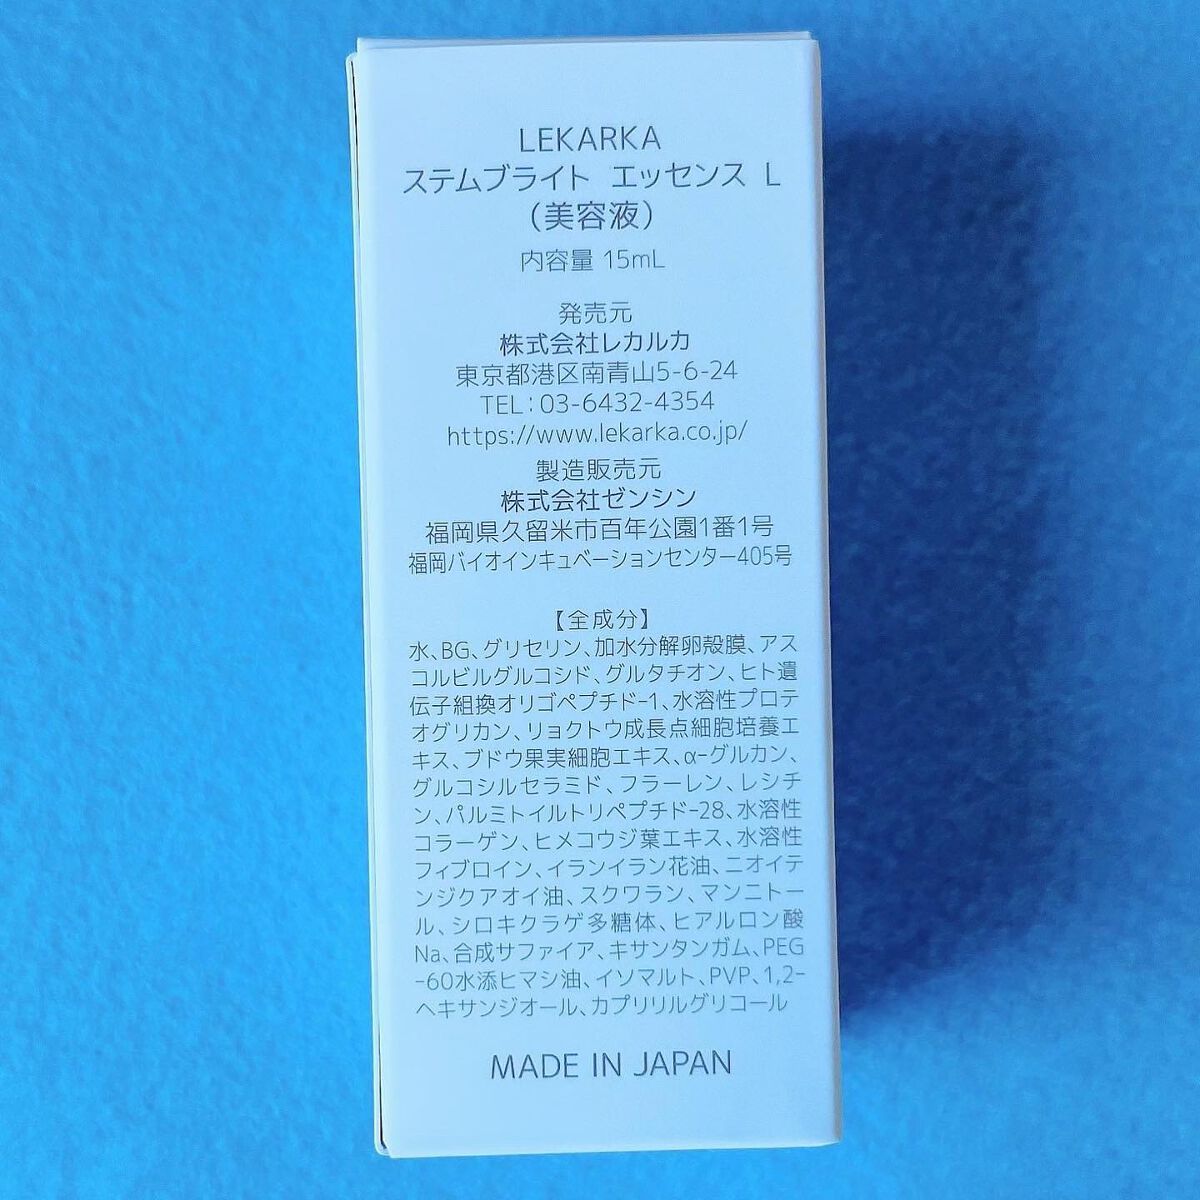 LEKARKA
ステムブライト エッセンス L
（美容液）
内容量 15mL
発売元
株式会社レカルカ
東京都港区南青山5-6-24
TEL：03-6432-4354
https://www.lekarka.co.jp/
製造販売元
株式会社ゼンシン
福岡県久留米市百年公園1番1号
福岡バイオインキュベーションセンター405号
【全成分】
水、BG、グリセリン、加水分解卵殻膜、アス
コルビルグルコシド、グルタチオン、ヒト遺
伝子組換オリゴペプチド-1、水溶性プロテ
オグリカン、リョクトウ成長点細胞培養エ
キス、ブドウ果実細胞エキス、α-グルカン、
グルコシルセラミド、フラーレン、レシチ
ン、パルミトイルトリペプチド-28、水溶性
コラーゲン、ヒメコウジ葉エキス、水溶性
フィブロイン、イランイラン花油、ニオイテ
ンジクアオイ油、スクワラン、マンニトー
ル、シロキクラゲ多糖体、ヒアルロン酸
Na、合成サファイア、キサンタンガム、PEG
-60水添ヒマシ油、イソマルト、PVP、1,2-
ヘキサンジオール、カプリリルグリコール
MADE IN JAPAN